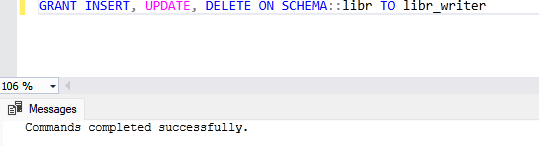 GRANT INSERT, UPDATE, DELETE ON SCHEMA::libr TO libr_writer
106 %
Messages
Commands completed successfully.